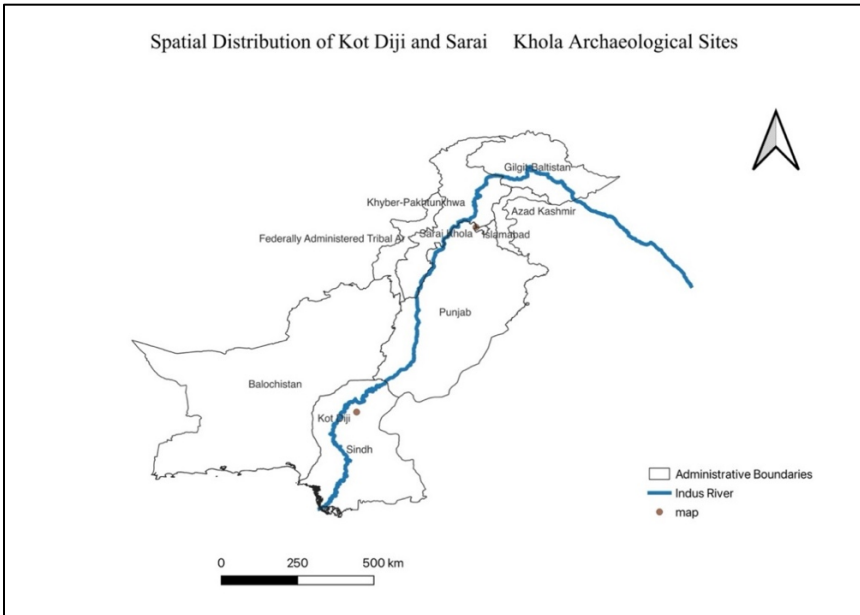 Spatial Distribution of Kot Diji and Sarai Khola Archaeological Sites
Gilgit-Baltistan
Khyber-Pakhtunkhwa
Azad Kashmir
Federally Administered Tribal Ar
Sarai Khola
Islamabad
Punjab
Balochistan
Kot Diji
Sindh
Administrative Boundaries
Indus River
map
0 250 500 km